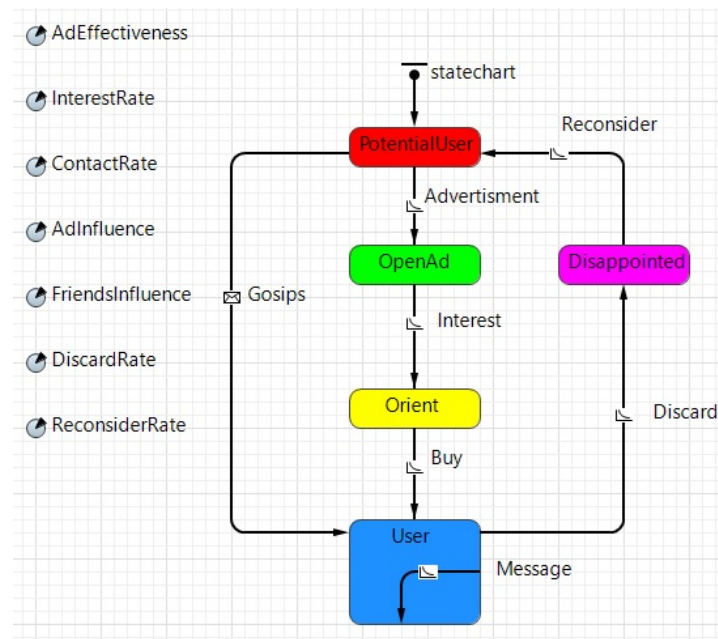 AdEffectiveness
InterestRate
ContactRate
AdInfluence
FriendsInfluence
DiscardRate
ReconsiderRate
statechart
PotentialUser
Reconsider
Advertisment
OpenAd
Disappointed
Gosips
Interest
Orient
Buy
Discard
User
Message